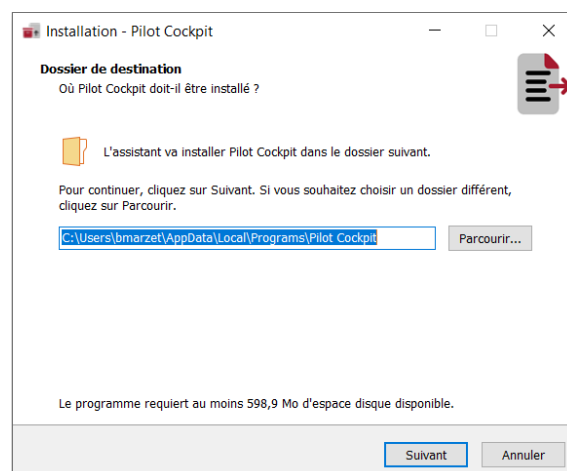 Installation - Pilot Cockpit
Dossier de destination
Où Pilot Cockpit doit-il être installé ?
L'assistant va installer Pilot Cockpit dans le dossier suivant.
Pour continuer, cliquez sur Suivant. Si vous souhaitez choisir un dossier différent,
cliquez sur Parcourir.
C:\Users\bmarzet\AppData\Local\Programs\Pilot Cockpit
Parcourir...
Le programme requiert au moins 598,9 Mo d'espace disque disponible.
Suivant
Annuler